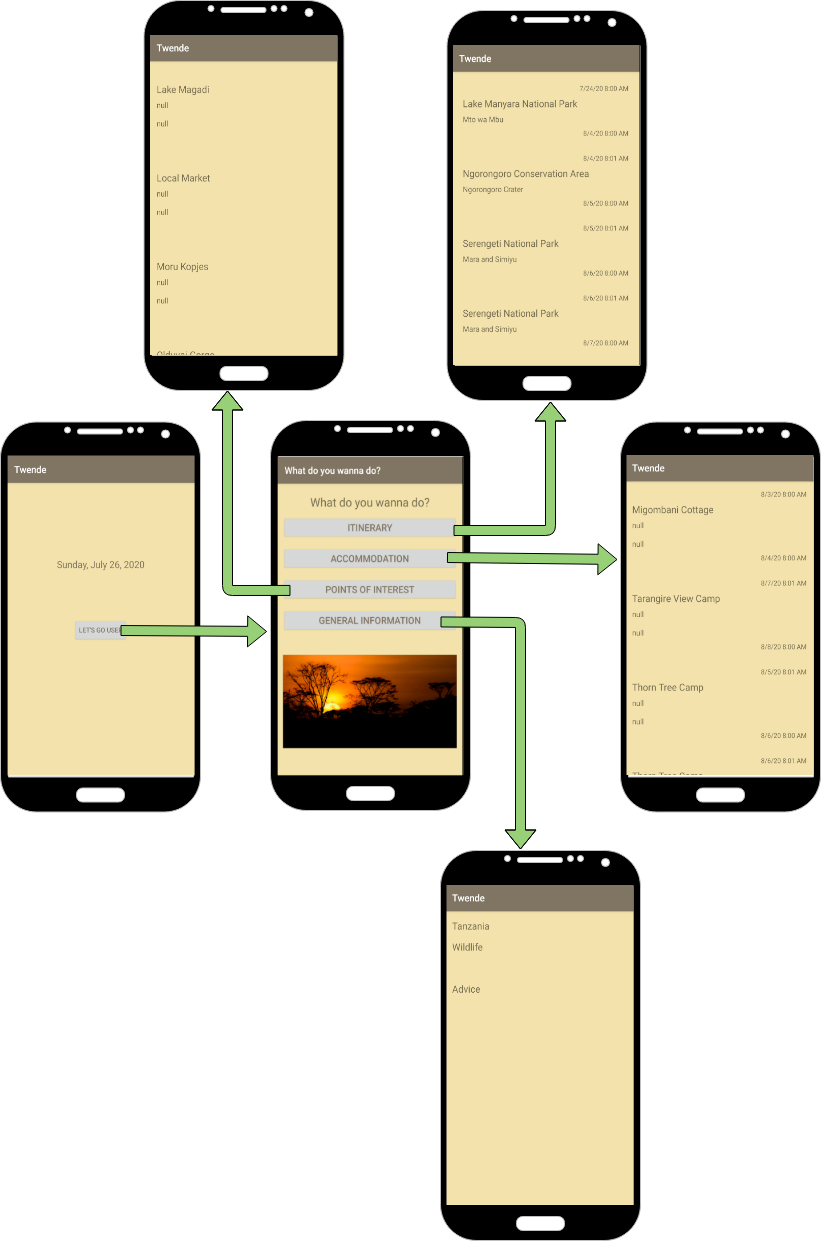 Twende
Lake Magadi
null
null
Local Market
null
null
Moru Kopjes
null
null
Olduvai Gorge
Twende
7/24/20 8:00 AM
Lake Manyara National Park
Mto wa Mbu
8/4/20 8:00 AM
8/4/20 8:01 AM
Ngorongoro Conservation Area
Ngorongoro Crater
8/5/20 8:00 AM
8/5/20 8:01 AM
Serengeti National Park
Mara and Simiyu
8/6/20 8:00 AM
8/6/20 8:01 AM
Serengeti National Park
Mara and Simiyu
8/7/20 8:00 AM
Twende
Sunday, July 26, 2020
LET'S GO USER
What do you wanna do?
What do you wanna do?
ITINERARY
ACCOMMODATION
POINTS OF INTEREST
GENERAL INFORMATION
Twende
8/3/20 8:00 AM
Migombani Cottage
null
null
8/4/20 8:00 AM
8/7/20 8:01 AM
Tarangire View Camp
null
null
8/8/20 8:00 AM
8/5/20 8:01 AM
Thorn Tree Camp
null
null
8/6/20 8:00 AM
8/6/20 8:01 AM
Thorn Tree Camp
Twende
Tanzania
Wildlife
Advice